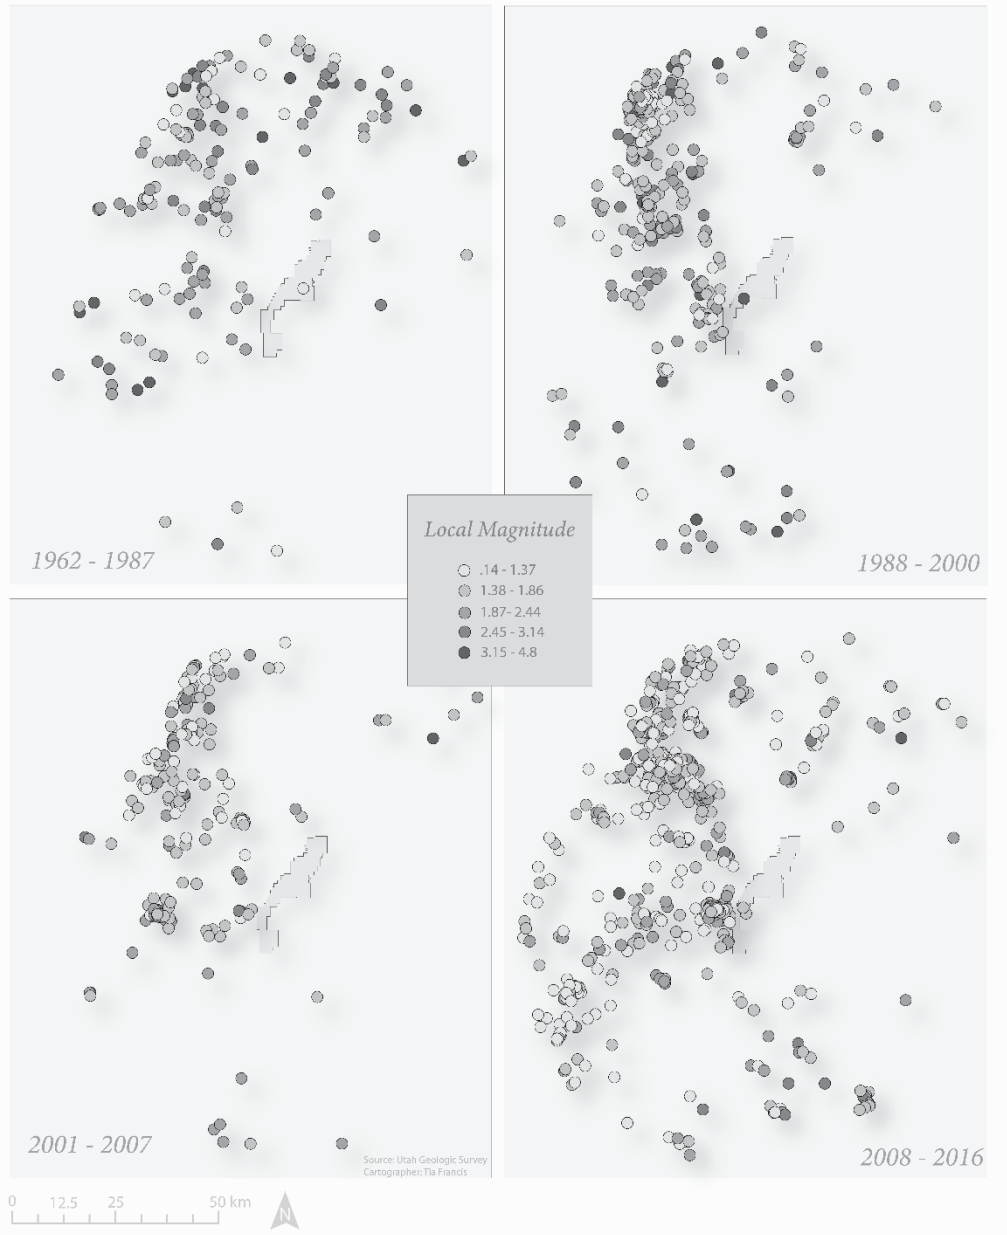 1962 - 1987
1988 - 2000
Local Magnitude
.14 - 1.37
1.38 - 1.86
1.87- 2.44
2.45 - 3.14
3.15 - 4.8
2001 - 2007
2008 - 2016
Source: Utah Geologic Survey
Cartographer: Tia Francis
0 12.5 25 50 km
N